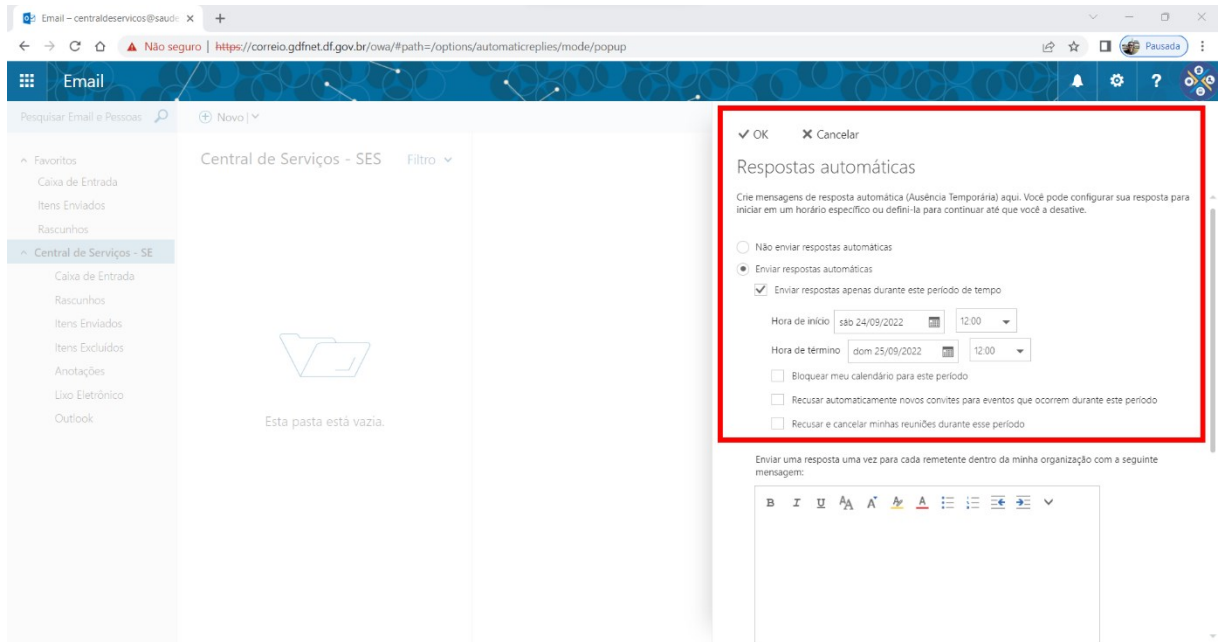 Email – centraldeservicos@saude
Não seguro | https://correio.gdfnet.df.gov.br/owa/#path=/options/automaticreplies/mode/popup
Pausada
Email
?
Pesquisar Email e Pessoas
Novo
Favoritos
Caixa de Entrada
Itens Enviados
Rascunhos
Central de Serviços - SE
Caixa de Entrada
Rascunhos
Itens Enviados
Itens Excluídos
Anotações
Lixo Eletrônico
Outlook
Central de Serviços - SES Filtro
Esta pasta está vazia.
OK Cancelar
Respostas automáticas
Crie mensagens de resposta automática (Ausência Temporária) aqui. Você pode configurar sua resposta para
iniciar em um horário específico ou defini-la para continuar até que você a desative.
Não enviar respostas automáticas
Enviar respostas automáticas
Enviar respostas apenas durante este período de tempo
Hora de início sáb 24/09/2022 12:00
Hora de término dom 25/09/2022 12:00
Bloquear meu calendário para este período
Recusar automaticamente novos convites para eventos que ocorrem durante este período
Recusar e cancelar minhas reuniões durante esse período
Enviar uma resposta uma vez para cada remetente dentro da minha organização com a seguinte
mensagem:
B I U AA A A